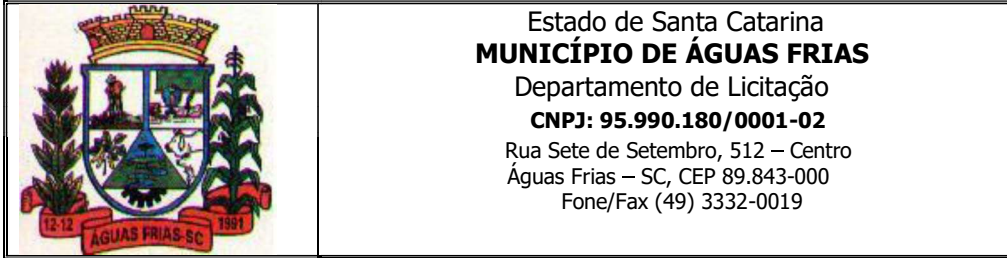 Estado de Santa Catarina
MUNICÍPIO DE ÁGUAS FRIAS
Departamento de Licitação
CNPJ: 95.990.180/0001-02
Rua Sete de Setembro, 512 – Centro
Águas Frias – SC, CEP 89.843-000
Fone/Fax (49) 3332-0019
12-12
ÁGUAS FRIAS-SC
1991